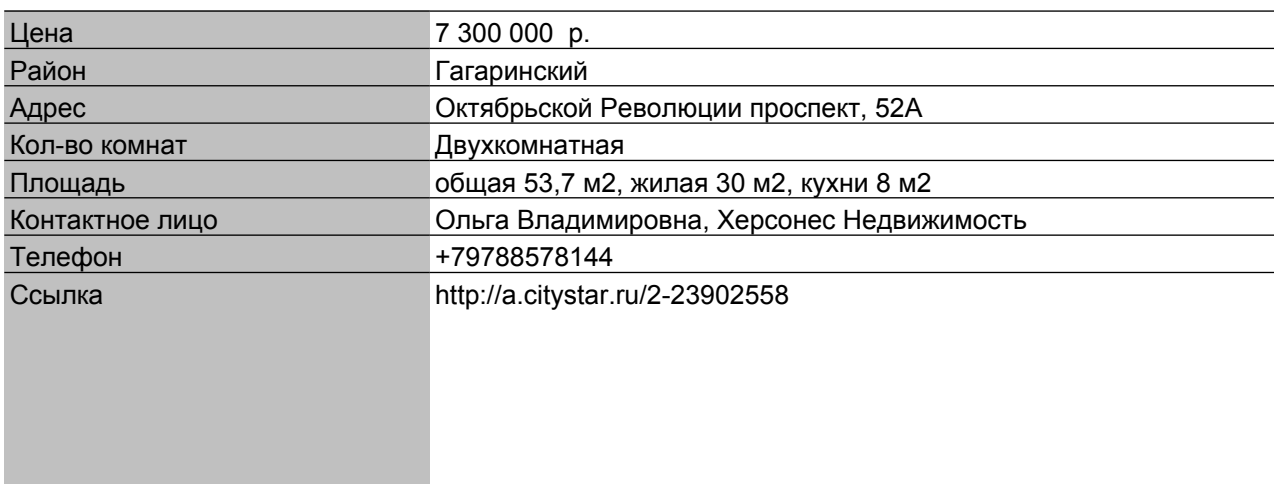 Цена 7 300 000 р.
Район Гагаринский
Адрес Октябрьской Революции проспект, 52А
Кол-во комнат Двухкомнатная
Площадь общая 53,7 м2, жилая 30 м2, кухни 8 м2
Контактное лицо Ольга Владимировна, Херсонес Недвижимость
Телефон +79788578144
Ссылка http://a.citystar.ru/2-23902558